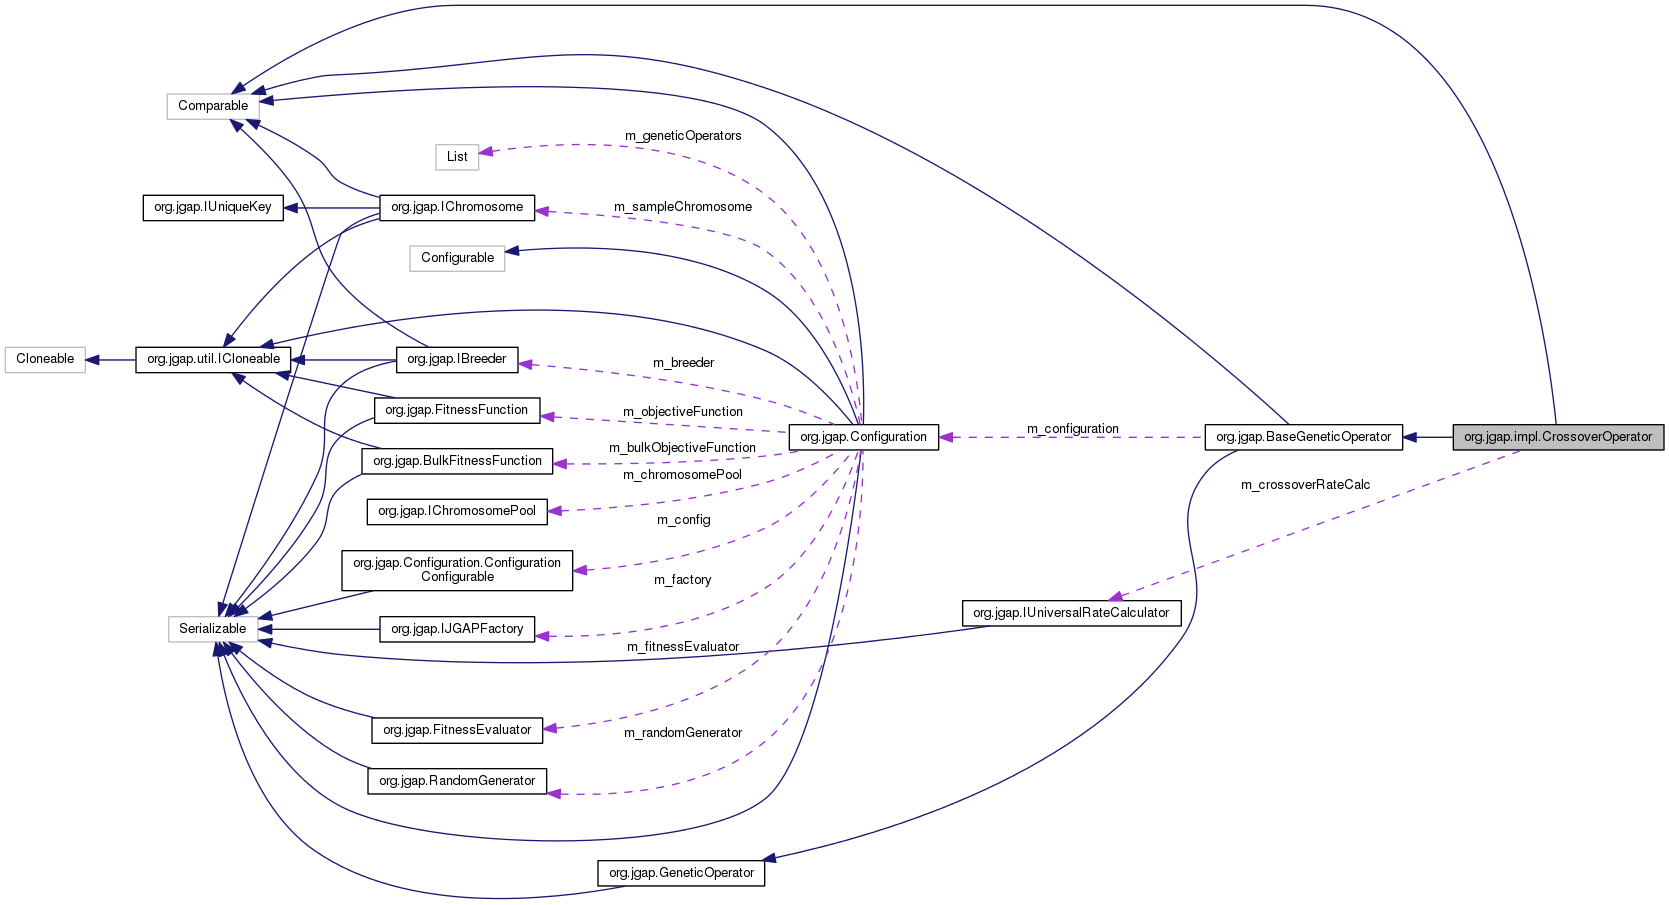 Comparable
m_geneticOperators
List
org.jgap.IUniqueKey
org.jgap.IChromosome
m_sampleChromosome
Configurable
Cloneable
org.jgap.util.ICloneable
org.jgap.IBreeder
m_breeder
org.jgap.FitnessFunction
m_objectiveFunction
org.jgap.Configuration
m_configuration
org.jgap.BaseGeneticOperator
org.jgap.impl.CrossoverOperator
m_bulkObjectiveFunction
org.jgap.BulkFitnessFunction
m_chromosomePool
m_crossoverRateCalc
org.jgap.IChromosomePool
m_config
org.jgap.Configuration.Configuration
Configurable
m_factory
org.jgap.IUniversalRateCalculator
Serializable
org.jgap.IJGAPFactory
m_fitnessEvaluator
org.jgap.FitnessEvaluator
m_randomGenerator
org.jgap.RandomGenerator
org.jgap.GeneticOperator